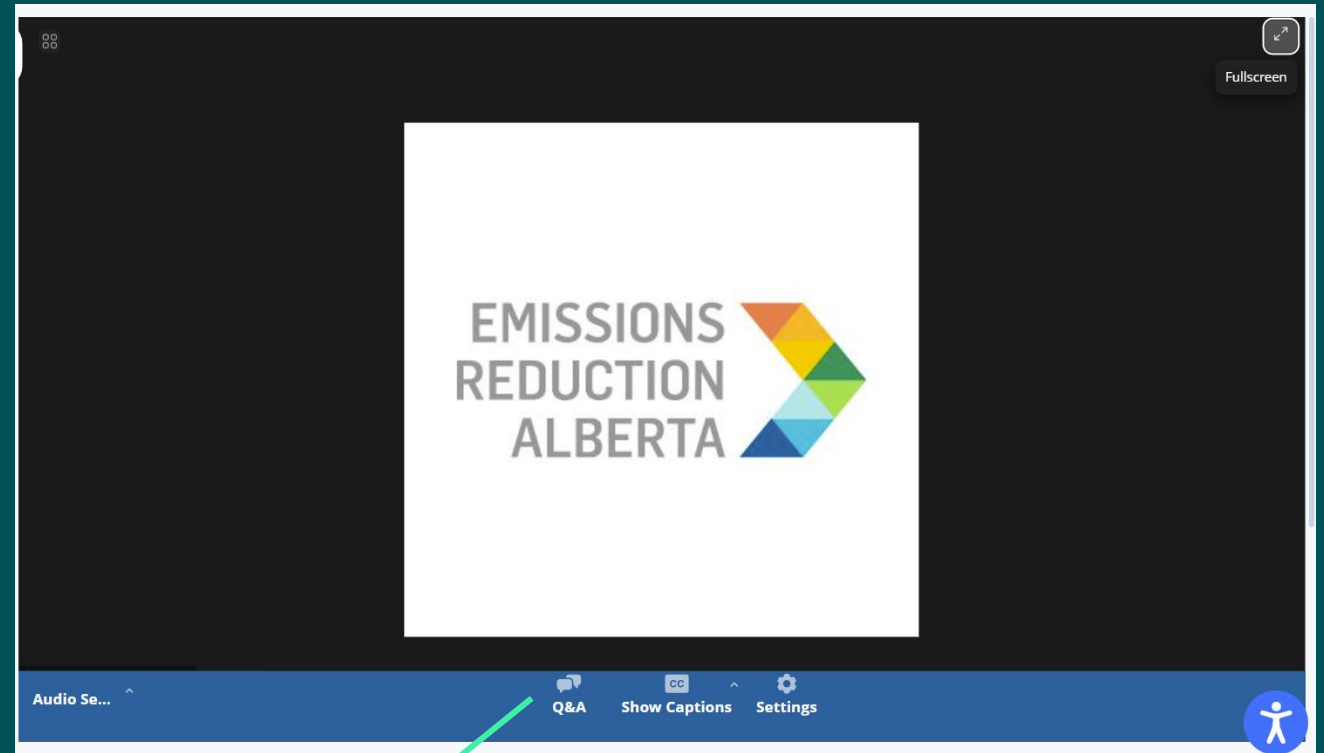 Fullscreen
EMISSIONS
REDUCTION
ALBERTA
Audio Se...
Q&A
CC
Show Captions
Settings